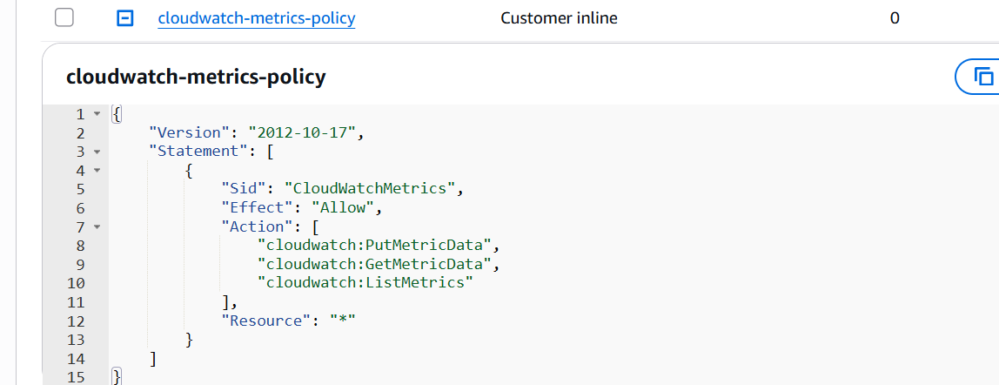 cloudwatch-metrics-policy Customer inline 0
cloudwatch-metrics-policy
1 {
2 "Version": "2012-10-17",
3 "Statement": [
4 {
5 "Sid": "CloudWatchMetrics",
6 "Effect": "Allow",
7 "Action": [
8 "cloudwatch:PutMetricData",
9 "cloudwatch:GetMetricData",
10 "cloudwatch:ListMetrics"
11 ],
12 "Resource": "*"
13 }
14 ]
15 }